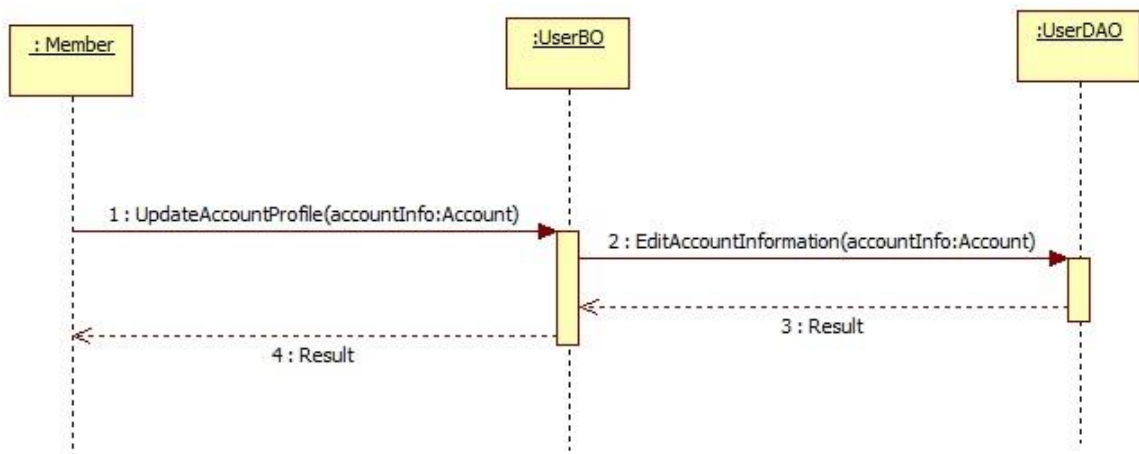 : Member
:UserBO
:UserDAO
1 : UpdateAccountProfile(accountInfo:Account)
2 : EditAccountInformation(accountInfo:Account)
3 : Result
4 : Result